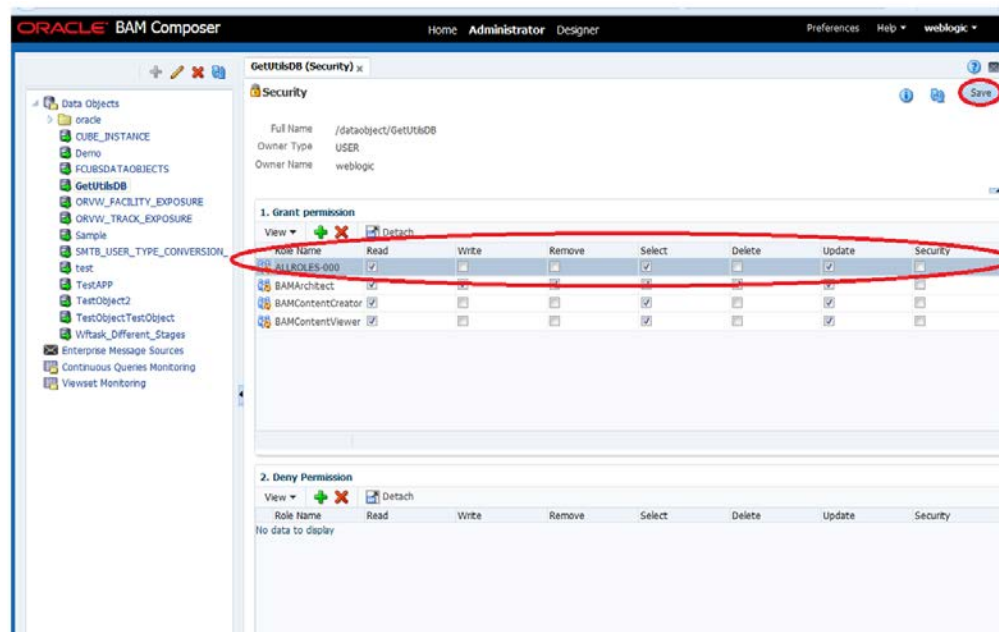 ORACLE BAM Composer Home Administrator Designer Preferences Help weblogic
GetUtilsDB (Security)
Security
Save
Full Name /dataobject/GetUtilsDB
Owner Type USER
Owner Name weblogic
Data Objects
oracle
CUBE_INSTANCE
Demo
FCUBSDATAOBJECTS
GetUtilsDB
ORVW_FACILITY_EXPOSURE
ORVW_TRACK_EXPOSURE
Sample
SMTB_USER_TYPE_CONVERSION_
test
TestAPP
TestObject2
TestObjectTestObject
Wftask_Different_Stages
Enterprise Message Sources
Continuous Queries Monitoring
Viewset Monitoring
1. Grant permission
View Detach
Role Name Read Write Remove Select Delete Update Security
ALLROLES-000
BAMArchitect
BAMContentCreator
BAMContentViewer
2. Deny Permission
View Detach
Role Name Read Write Remove Select Delete Update Security
No data to display